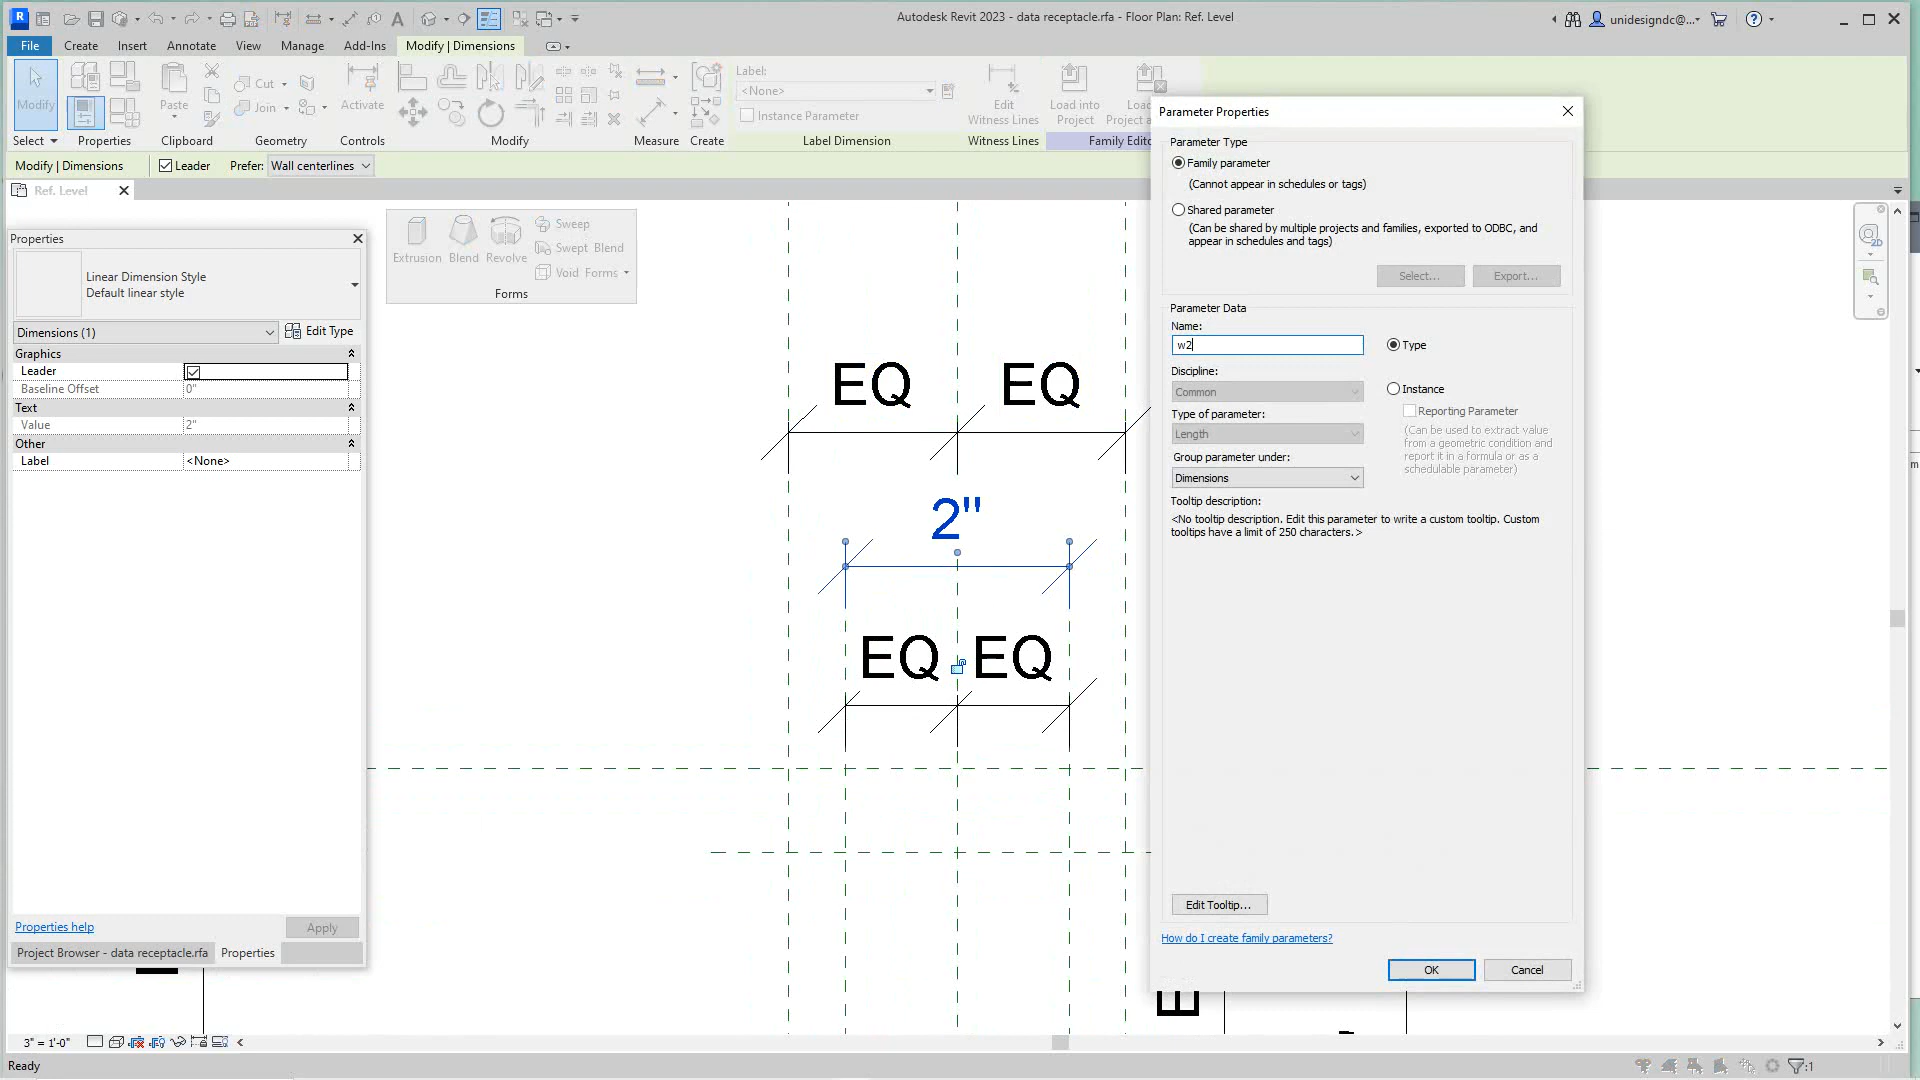 Autodesk Revit 2023 - data receptacle.rfa - Floor Plan: Ref. Level
unidesigndc@...
File Create Insert Annotate View Manage Add-Ins Modify | Dimensions
Modify
Paste
Cut
Join
Activate
Label:
<None>
Instance Parameter
Edit
Witness Lines
Load into
Project
Select Properties Clipboard Geometry Controls Modify Measure Create Label Dimension Witness Lines
Modify | Dimensions Leader Prefer: Wall centerlines
Ref. Level
Properties
Linear Dimension Style
Default linear style
Dimensions (1) Edit Type
Graphics
Leader
Baseline Offset 0"
Text
Value 2"
Other
Label <None>
Properties help Apply
Project Browser - data receptacle.rfa Properties
Extrusion Blend Revolve
Sweep
Swept Blend
Void Forms
Forms
EQ EQ
2"
EQ EQ
Parameter Properties
Parameter Type
Family parameter
(Cannot appear in schedules or tags)
Shared parameter
(Can be shared by multiple projects and families, exported to ODBC, and
appear in schedules and tags)
Select... Export...
Parameter Data
Name:
w2
Type
Discipline:
Common
Instance
Reporting Parameter
Type of parameter:
Length
(Can be used to extract value
from a geometric condition and
report it in a formula or as a
schedulable parameter)
Group parameter under:
Dimensions
Tooltip description:
<No tooltip description. Edit this parameter to write a custom tooltip. Custom
tooltips have a limit of 250 characters.>
Edit Tooltip...
How do I create family parameters?
OK Cancel
3" = 1'-0"
Ready
:1